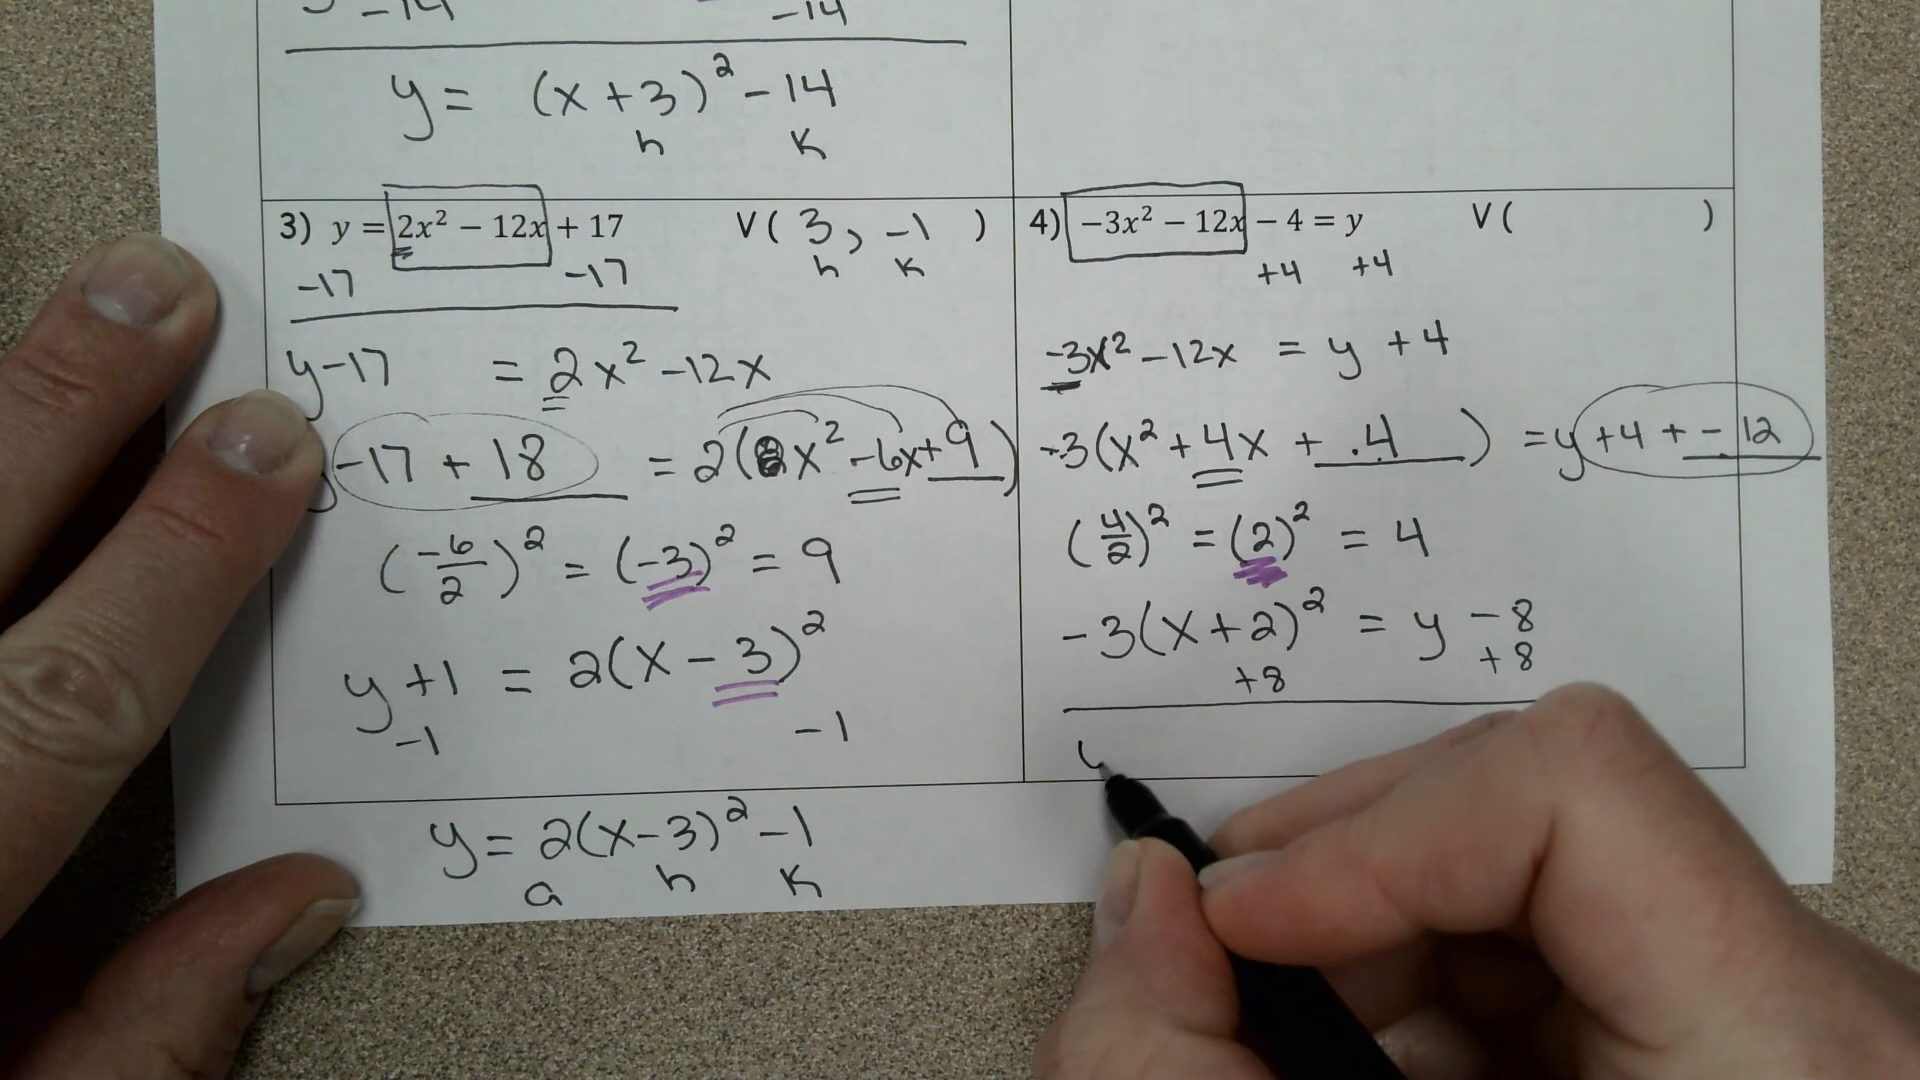 -14 -14
y = (x + 3)² - 14
h k
3) y = 2x² − 12x + 17 V( 3, -1 )
-17 -17 h k
y - 17 = 2x² - 12x
-17 + 18 = 2(x² - 6x + 9)
(-6/2)² = (-3)² = 9
y + 1 = 2(x - 3)²
-1 -1
y = 2(x - 3)² - 1
a h k
4) −3x² − 12x − 4 = y V( )
+4 +4
-3x² - 12x = y + 4
-3(x² + 4x + .4) = y + 4 + -12
(4/2)² = (2)² = 4
-3(x + 2)² = y - 8
+8 +8